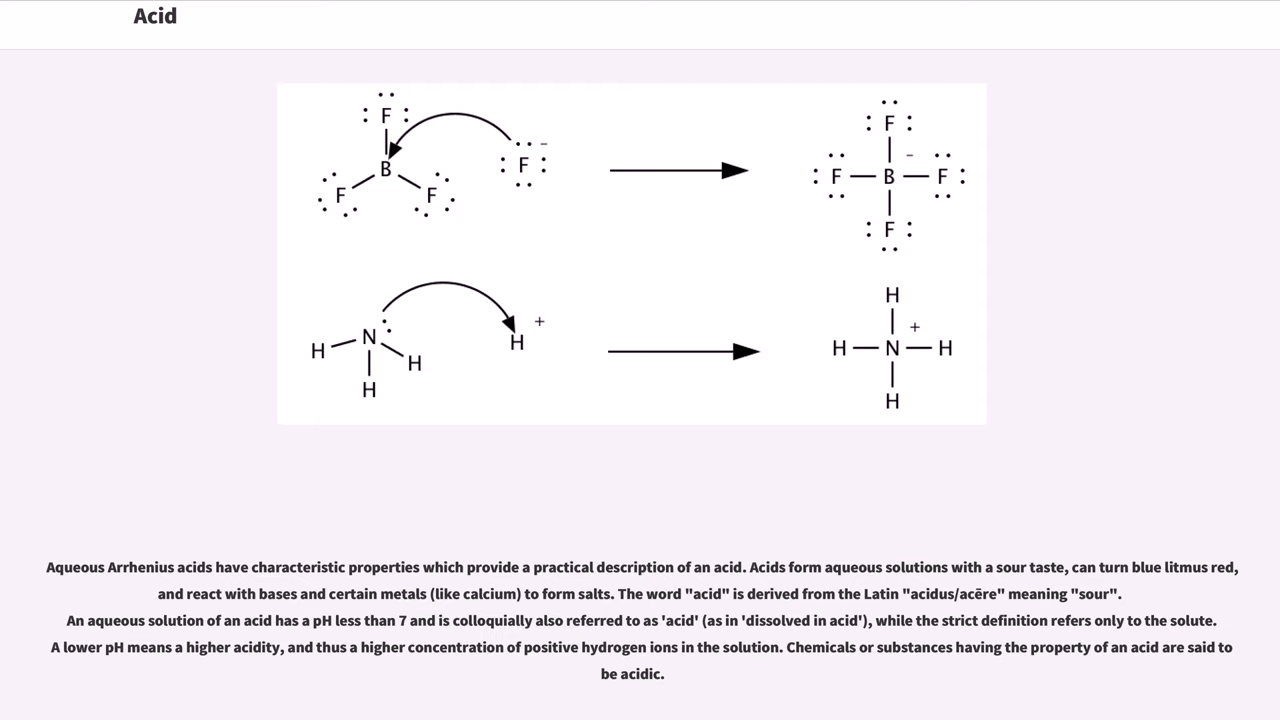 Acid
F
B F
F F
F
F B F
F
H
N H
H H
H
H N H
H
Aqueous Arrhenius acids have characteristic properties which provide a practical description of an acid. Acids form aqueous solutions with a sour taste, can turn blue litmus red,
and react with bases and certain metals (like calcium) to form salts. The word "acid" is derived from the Latin "acidus/acēre" meaning "sour".
An aqueous solution of an acid has a pH less than 7 and is colloquially also referred to as 'acid' (as in 'dissolved in acid'), while the strict definition refers only to the solute.
A lower pH means a higher acidity, and thus a higher concentration of positive hydrogen ions in the solution. Chemicals or substances having the property of an acid are said to
be acidic.